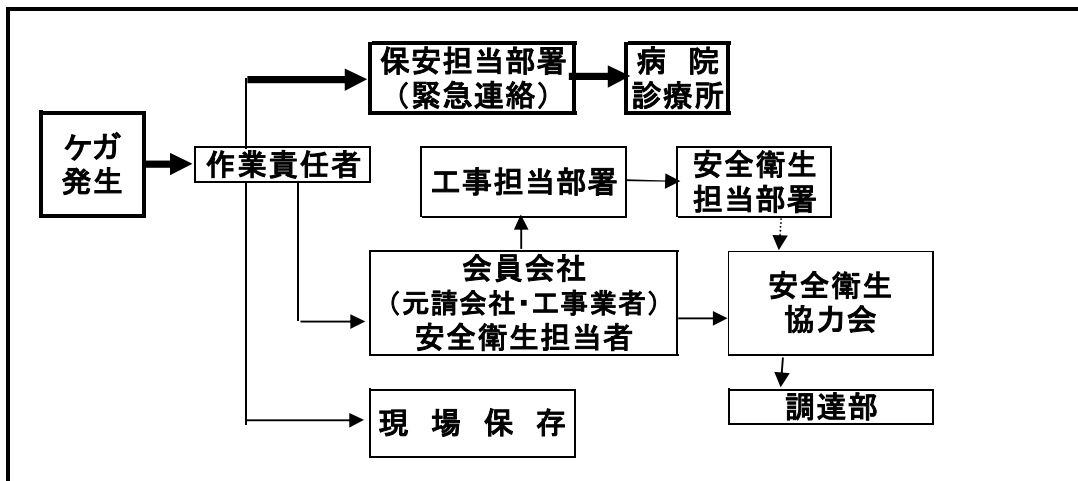 保安担当部署
（緊急連絡）
病　院
診療所
ケガ
発生
作業責任者
工事担当部署
安全衛生
担当部署
会員会社
（元請会社・工事業者）
安全衛生担当者
安全衛生
協力会
調達部
現　場　保　存